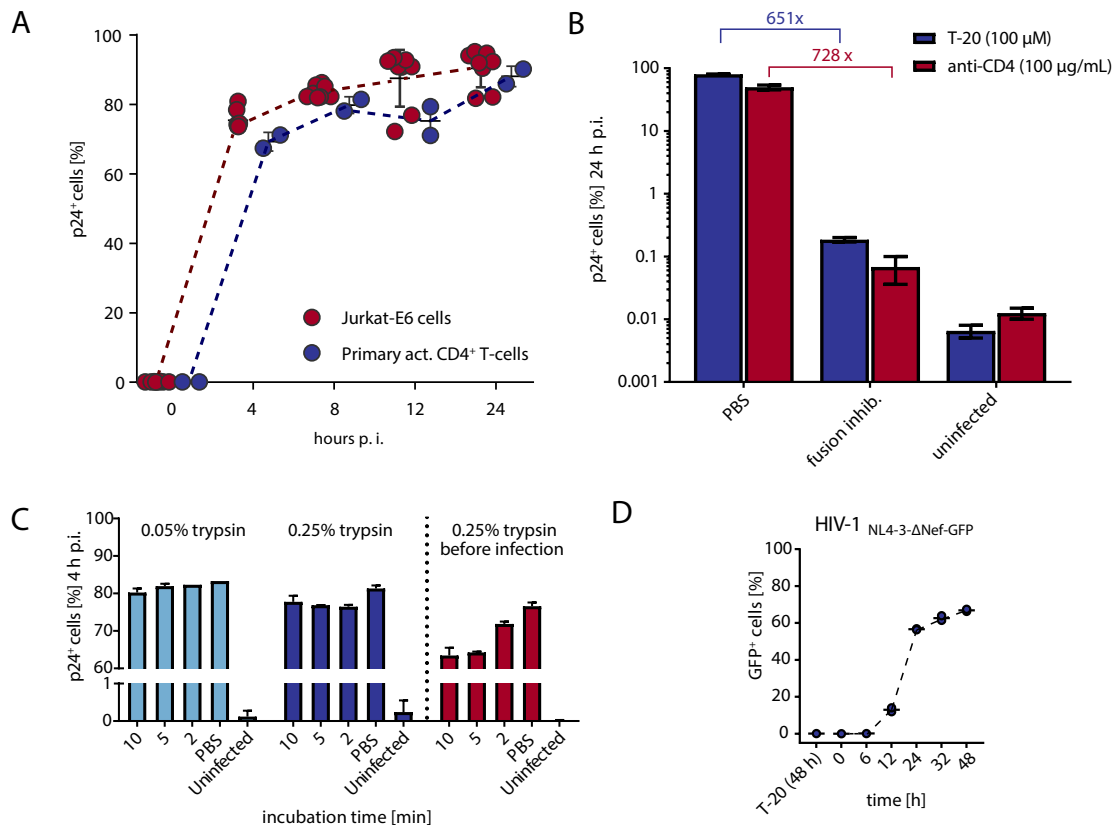 A
p24⁺ cells [%]
100
80
60
40
20
0
Jurkat-E6 cells
Primary act. CD4⁺ T-cells
0 4 8 12 24
hours p. i.
B
651x
728 x
T-20 (100 μM)
anti-CD4 (100 μg/mL)
p24⁺ cells [%] 24 h p.i.
100
10
1
0.1
0.01
0.001
PBS
fusion inhib.
uninfected
C
p24⁺ cells [%] 4 h p.i.
100
90
80
70
60
1
0
0.05% trypsin
0.25% trypsin
0.25% trypsin
before infection
10 5 2 PBS Uninfected 10 5 2 PBS Uninfected 10 5 2 PBS Uninfected
incubation time [min]
D
HIV-1 NL4-3-ΔNef-GFP
GFP⁺ cells [%]
100
80
60
40
20
0
T-20 (48 h) 0 6 12 24 32 48
time [h]